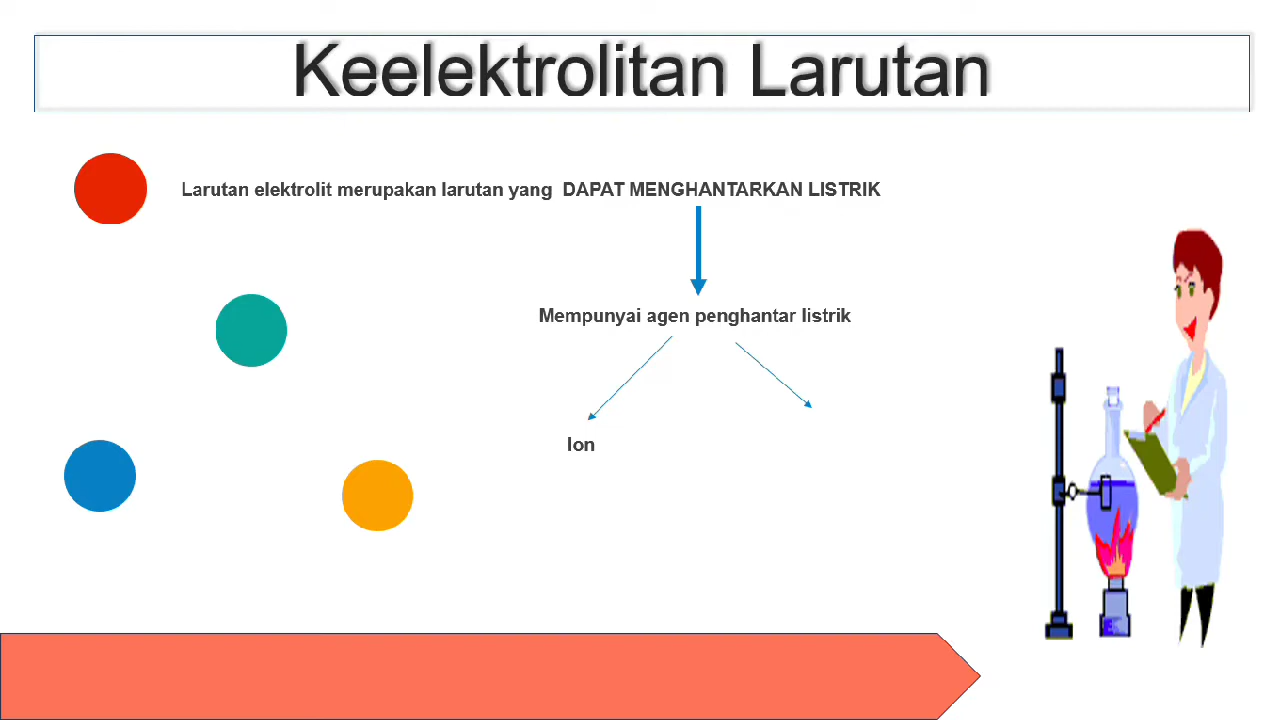 Keelektrolitan Larutan
Larutan elektrolit merupakan larutan yang DAPAT MENGHANTARKAN LISTRIK
Mempunyai agen penghantar listrik
Ion